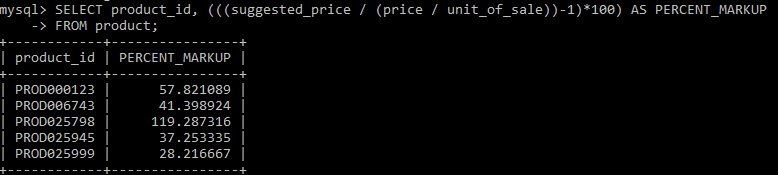 mysql> SELECT product_id, (((suggested_price / (price / unit_of_sale))-1)*100) AS PERCENT_MARKUP
    -> FROM product;
+------------+----------------+
| product_id | PERCENT_MARKUP |
+------------+----------------+
| PROD000123 |      57.821089 |
| PROD006743 |      41.398924 |
| PROD025798 |     119.287316 |
| PROD025945 |      37.253335 |
| PROD025999 |      28.216667 |
+------------+----------------+